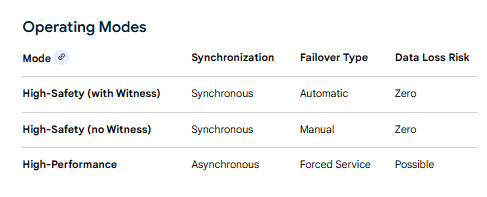 Operating Modes
Mode Synchronization Failover Type Data Loss Risk
High-Safety (with Witness) Synchronous Automatic Zero
High-Safety (no Witness) Synchronous Manual Zero
High-Performance Asynchronous Forced Service Possible